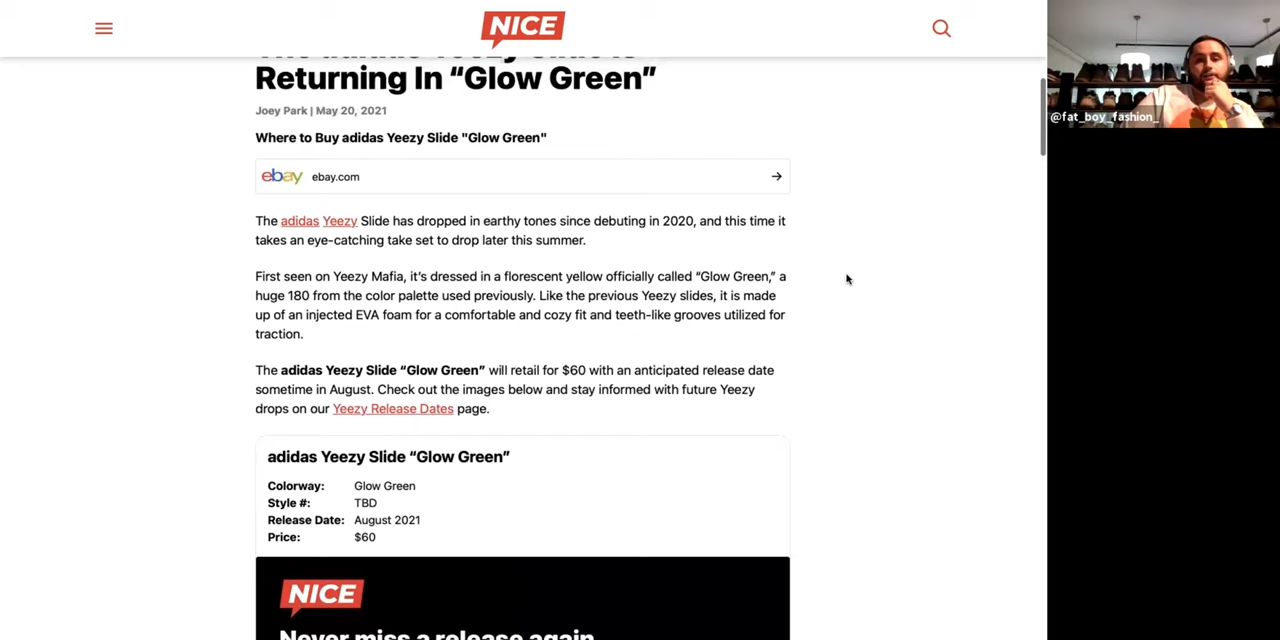 NICE
Returning In “Glow Green”
Joey Park | May 20, 2021
Where to Buy adidas Yeezy Slide "Glow Green"
ebay ebay.com
The adidas Yeezy Slide has dropped in earthy tones since debuting in 2020, and this time it
takes an eye-catching take set to drop later this summer.
First seen on Yeezy Mafia, it’s dressed in a florescent yellow officially called “Glow Green,” a
huge 180 from the color palette used previously. Like the previous Yeezy slides, it is made
up of an injected EVA foam for a comfortable and cozy fit and teeth-like grooves utilized for
traction.
The adidas Yeezy Slide “Glow Green” will retail for $60 with an anticipated release date
sometime in August. Check out the images below and stay informed with future Yeezy
drops on our Yeezy Release Dates page.
adidas Yeezy Slide “Glow Green”
Colorway: Glow Green
Style #: TBD
Release Date: August 2021
Price: $60
NICE
Never miss a release again
@fat_boy_fashion_